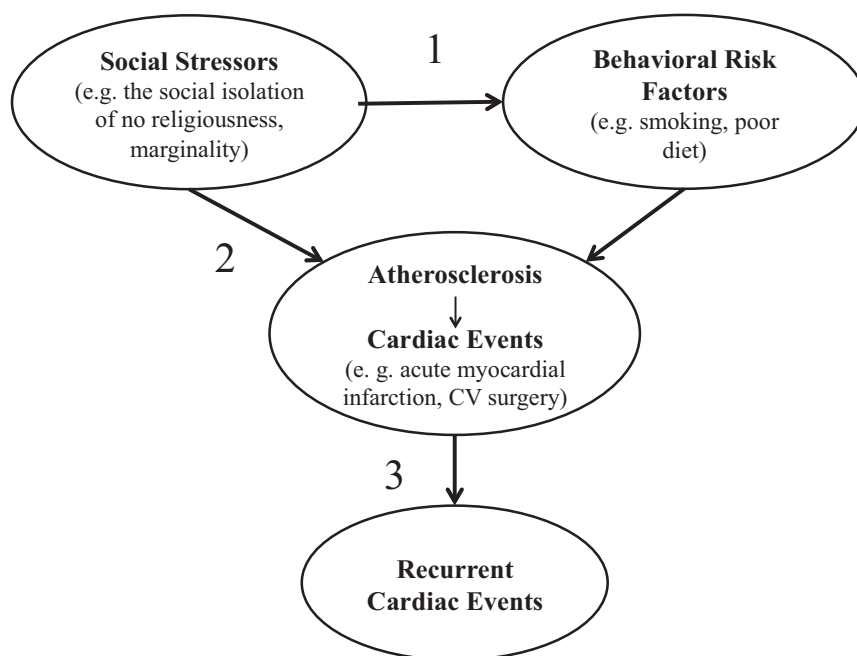 Social Stressors
(e.g. the social isolation
of no religiousness,
marginality)
1
Behavioral Risk
Factors
(e.g. smoking, poor
diet)
2
Atherosclerosis
Cardiac Events
(e. g. acute myocardial
infarction, CV surgery)
3
Recurrent
Cardiac Events